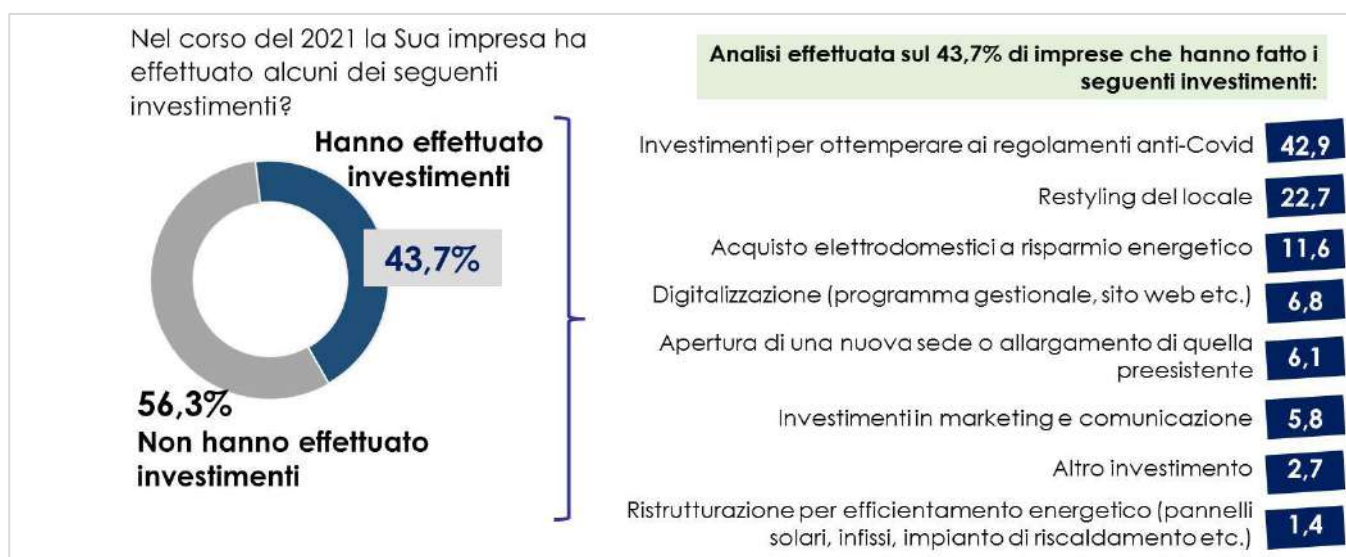 Nel corso del 2021 la Sua impresa ha
effettuato alcuni dei seguenti
investimenti?
Hanno effettuato
investimenti
43,7%
56,3%
Non hanno effettuato
investimenti
Analisi effettuata sul 43,7% di imprese che hanno fatto i
seguenti investimenti:
Investimenti per ottemperare ai regolamenti anti-Covid 42,9
Restyling del locale 22,7
Acquisto elettrodomestici a risparmio energetico 11,6
Digitalizzazione (programma gestionale, sito web etc.) 6,8
Apertura di una nuova sede o allargamento di quella
preesistente 6,1
Investimenti in marketing e comunicazione 5,8
Altro investimento 2,7
Ristrutturazione per efficientamento energetico (pannelli
solari, infissi, impianto di riscaldamento etc.) 1,4